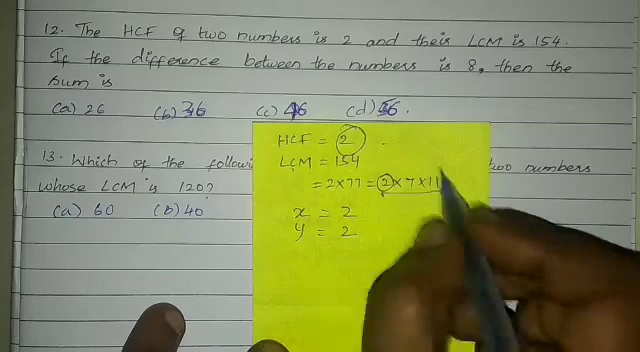 12. The HCF of two numbers is 2 and their LCM is 154.
If the difference between the numbers is 8, then the
sum is
(a) 26 (b) 36 (c) 46 (d) 56.
HCF = 2
LCM = 154
= 2×77 = 2×7×11
x = 2
y = 2
13. Which of the followi two numbers
whose LCM is 120?
(a) 60 (b) 40